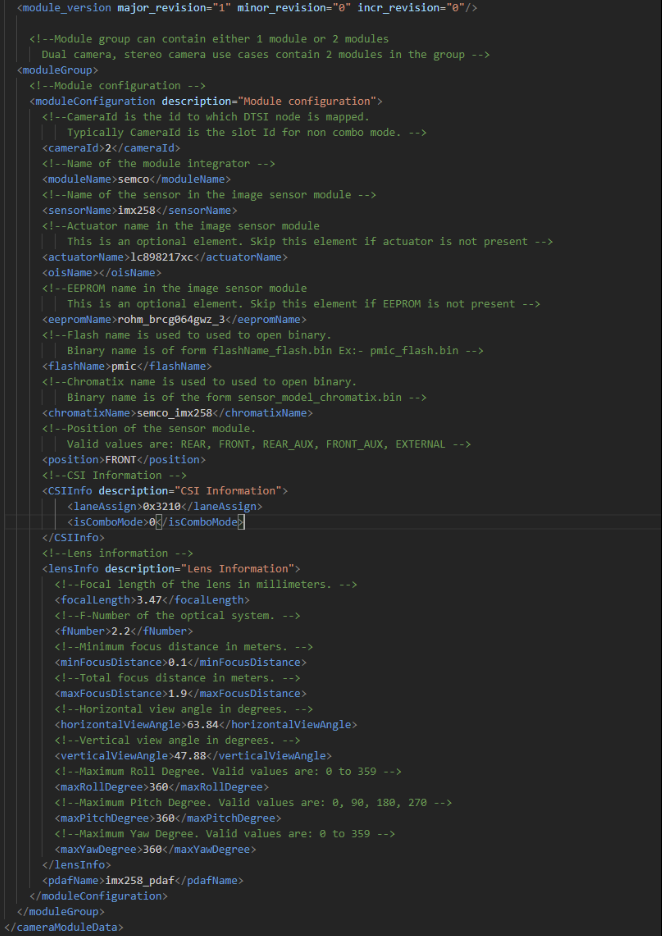 <module_version major_revision="1" minor_revision="0" incr_revision="0"/>
<!--Module group can contain either 1 module or 2 modules
Dual camera, stereo camera use cases contain 2 modules in the group -->
<moduleGroup>
<!--Module configuration -->
<moduleConfiguration description="Module configuration">
<!--CameraId is the id to which DTSI node is mapped.
Typically CameraId is the slot Id for non combo mode. -->
<cameraId>2</cameraId>
<!--Name of the module integrator -->
<moduleName>semco</moduleName>
<!--Name of the sensor in the image sensor module -->
<sensorName>imx258</sensorName>
<!--Actuator name in the image sensor module
This is an optional element. Skip this element if actuator is not present -->
<actuatorName>lc898217xc</actuatorName>
<oisName></oisName>
<!--EEPROM name in the image sensor module
This is an optional element. Skip this element if EEPROM is not present -->
<eepromName>rohm_brcg064gwz_3</eepromName>
<!--Flash name is used to used to open binary.
Binary name is of form flashName_flash.bin Ex:- pmic_flash.bin -->
<flashName>pmic</flashName>
<!--Chromatix name is used to used to open binary.
Binary name is of the form sensor_model_chromatix.bin -->
<chromatixName>semco_imx258</chromatixName>
<!--Position of the sensor module.
Valid values are: REAR, FRONT, REAR_AUX, FRONT_AUX, EXTERNAL -->
<position>FRONT</position>
<!--CSI Information -->
<CSIInfo description="CSI Information">
<laneAssign>0x3210</laneAssign>
<isComboMode>0</isComboMode>
</CSIInfo>
<!--Lens information -->
<lensInfo description="Lens Information">
<!--Focal length of the lens in millimeters. -->
<focalLength>3.47</focalLength>
<!--F-Number of the optical system. -->
<fNumber>2.2</fNumber>
<!--Minimum focus distance in meters. -->
<minFocusDistance>0.1</minFocusDistance>
<!--Total focus distance in meters. -->
<maxFocusDistance>1.9</maxFocusDistance>
<!--Horizontal view angle in degrees. -->
<horizontalViewAngle>63.84</horizontalViewAngle>
<!--Vertical view angle in degrees. -->
<verticalViewAngle>47.88</verticalViewAngle>
<!--Maximum Roll Degree. Valid values are: 0 to 359 -->
<maxRollDegree>360</maxRollDegree>
<!--Maximum Pitch Degree. Valid values are: 0, 90, 180, 270 -->
<maxPitchDegree>360</maxPitchDegree>
<!--Maximum Yaw Degree. Valid values are: 0 to 359 -->
<maxYawDegree>360</maxYawDegree>
</lensInfo>
<pdafName>imx258_pdaf</pdafName>
</moduleConfiguration>
</moduleGroup>
</cameraModuleData>